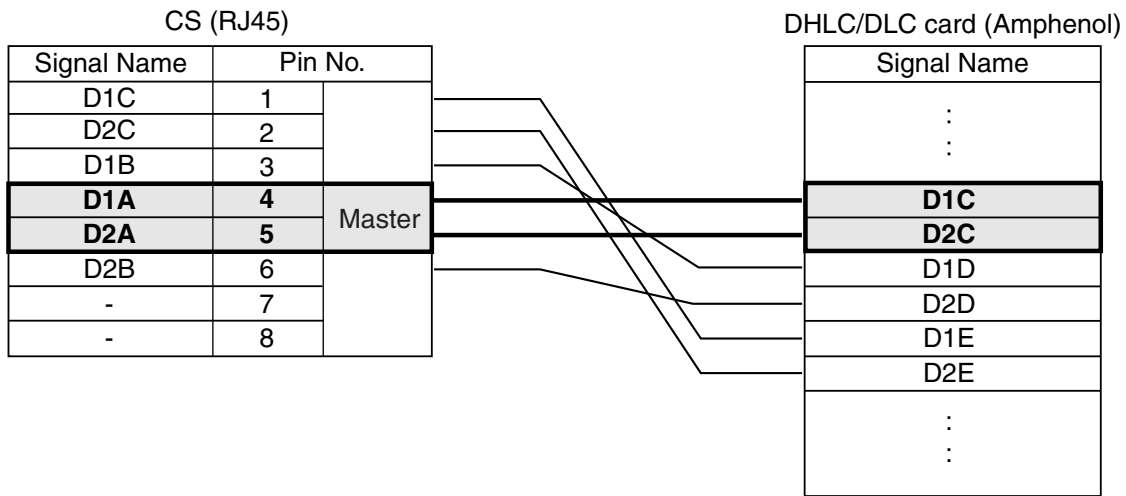 CS (RJ45)
Signal Name Pin No.
D1C 1
D2C 2
D1B 3
D1A 4
Master
D2A 5
D2B 6
- 7
- 8
DHLC/DLC card (Amphenol)
Signal Name
:
:
D1C
D2C
D1D
D2D
D1E
D2E
:
: